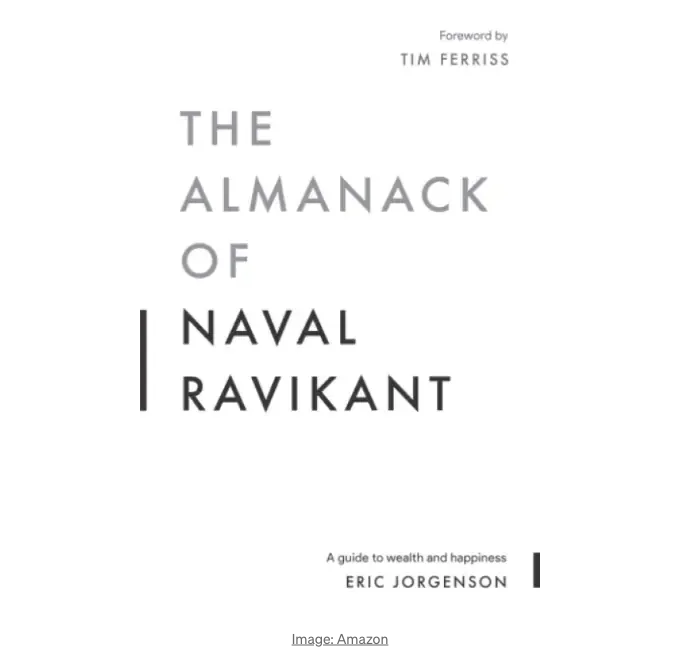 Foreword by
TIM FERRISS
THE
ALMANACK
OF
NAVAL
RAVIKANT
A guide to wealth and happiness
ERIC JORGENSON
Image: Amazon